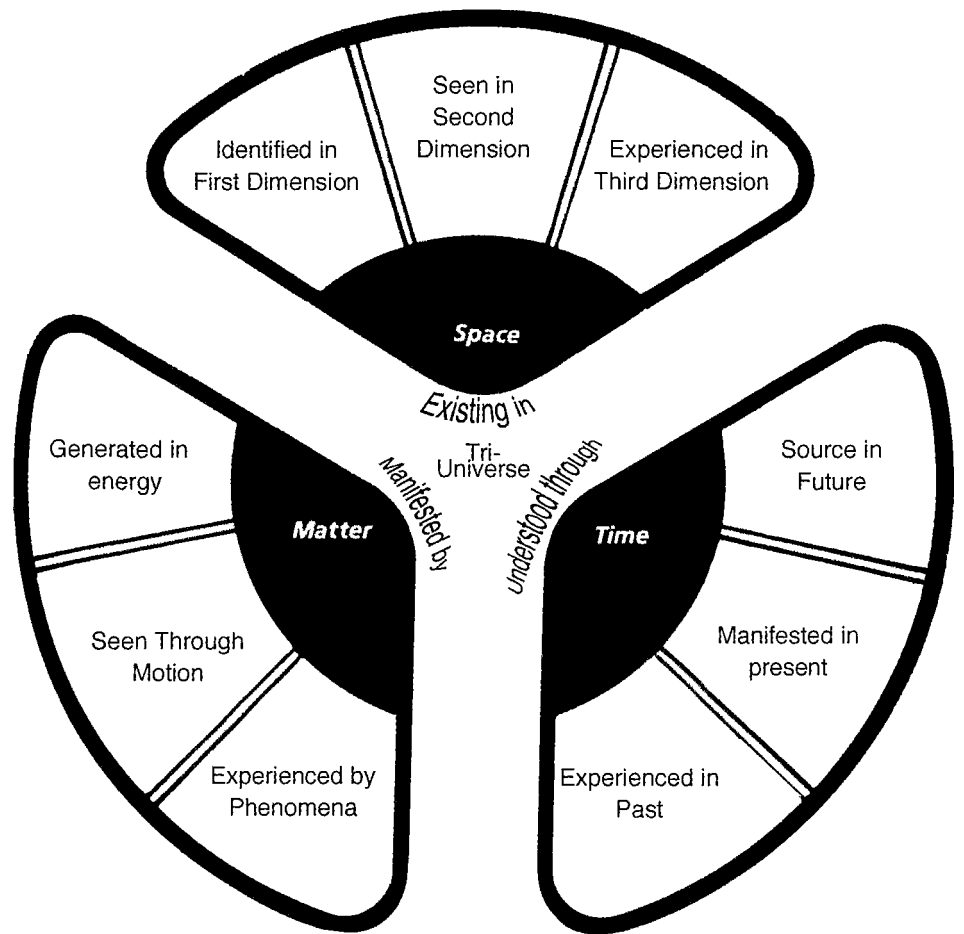 Seen in
Second
Dimension
Identified in
First Dimension
Experienced in
Third Dimension
Space
Existing in
Tri-
Universe
Manifested by
Understood through
Generated in
energy
Matter
Seen Through
Motion
Experienced by
Phenomena
Source in
Future
Time
Manifested in
present
Experienced in
Past